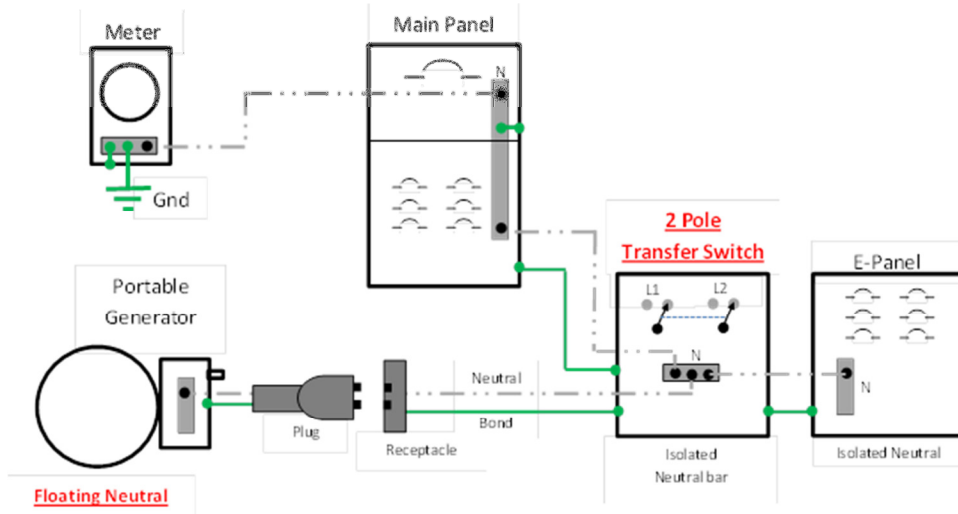 Meter
Main Panel
N
Gnd
2 Pole
Transfer Switch
E-Panel
L1 L2
N
N
Portable
Generator
Neutral
Bond
Plug
Receptacle
Isolated
Neutral bar
Isolated Neutral
Floating Neutral